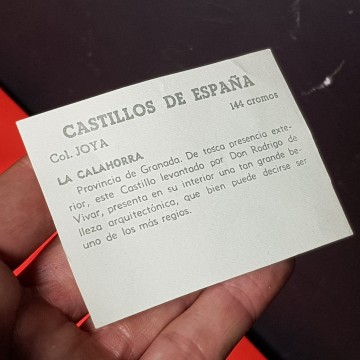 CASTILLOS DE ESPAÑA
Col. JOYA 144 cromos
LA CALAHORRA
Provincia de Granada. De tosca presencia exte-
rior, este Castillo levantado por Don Rodrigo de
Vivar, presenta en su interior una tan grande be-
lleza arquitectónica, que bien puede decirse ser
uno de los más regios.